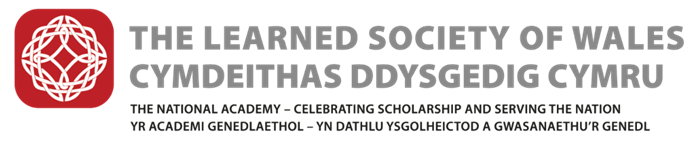 THE LEARNED SOCIETY OF WALES
CYMDEITHAS DDYSGEDIG CYMRU
THE NATIONAL ACADEMY – CELEBRATING SCHOLARSHIP AND SERVING THE NATION
YR ACADEMI GENEDLAETHOL – YN DATHLU YSGOLHEICTOD A GWASANAETHU'R GENEDL